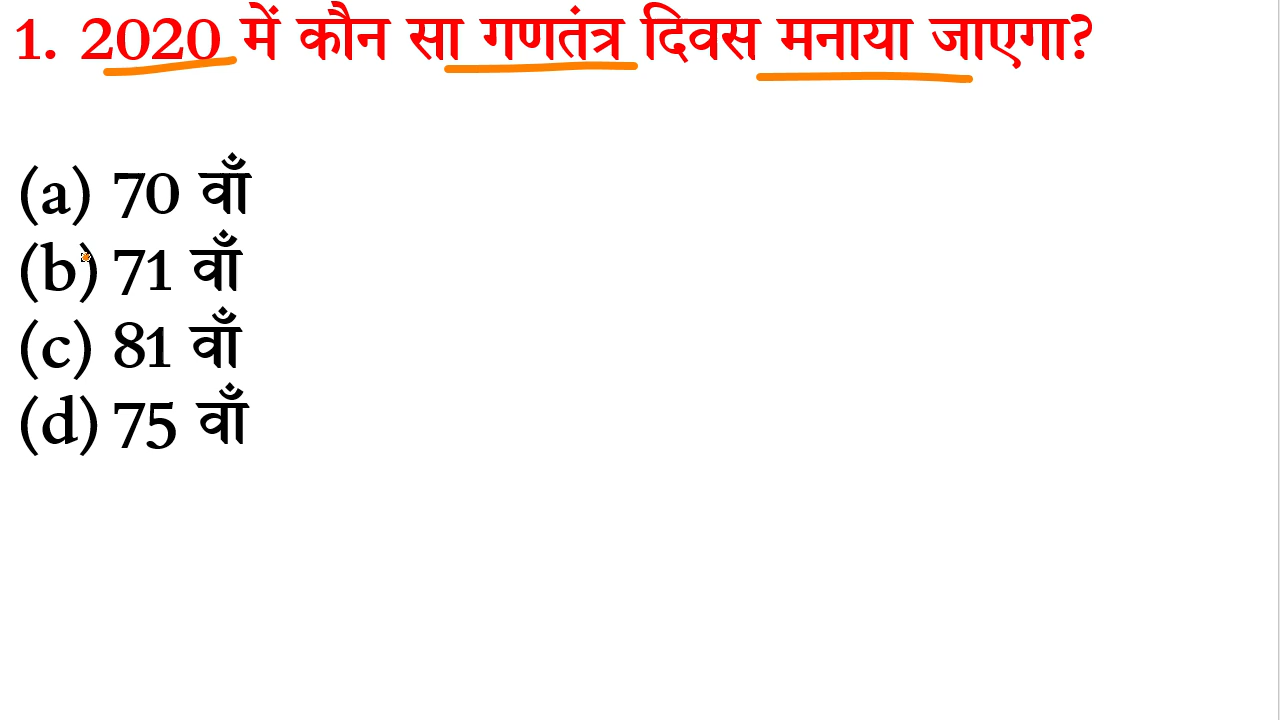 1. 2020 में कौन सा गणतंत्र दिवस मनाया जाएगा?
(a) 70 वाँ
(b) 71 वाँ
(c) 81 वाँ
(d) 75 वाँ